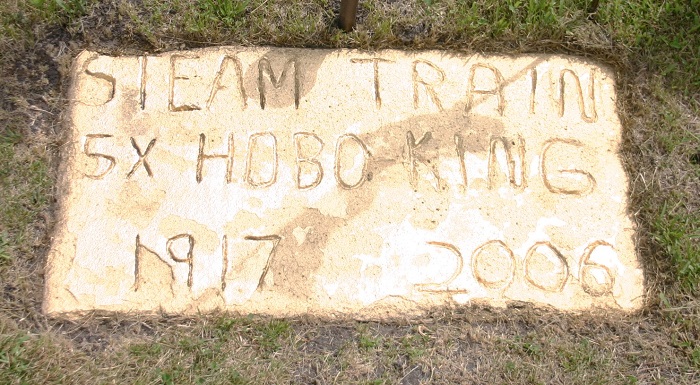 STEAM TRAIN
5X HOBO KING
1917 2006